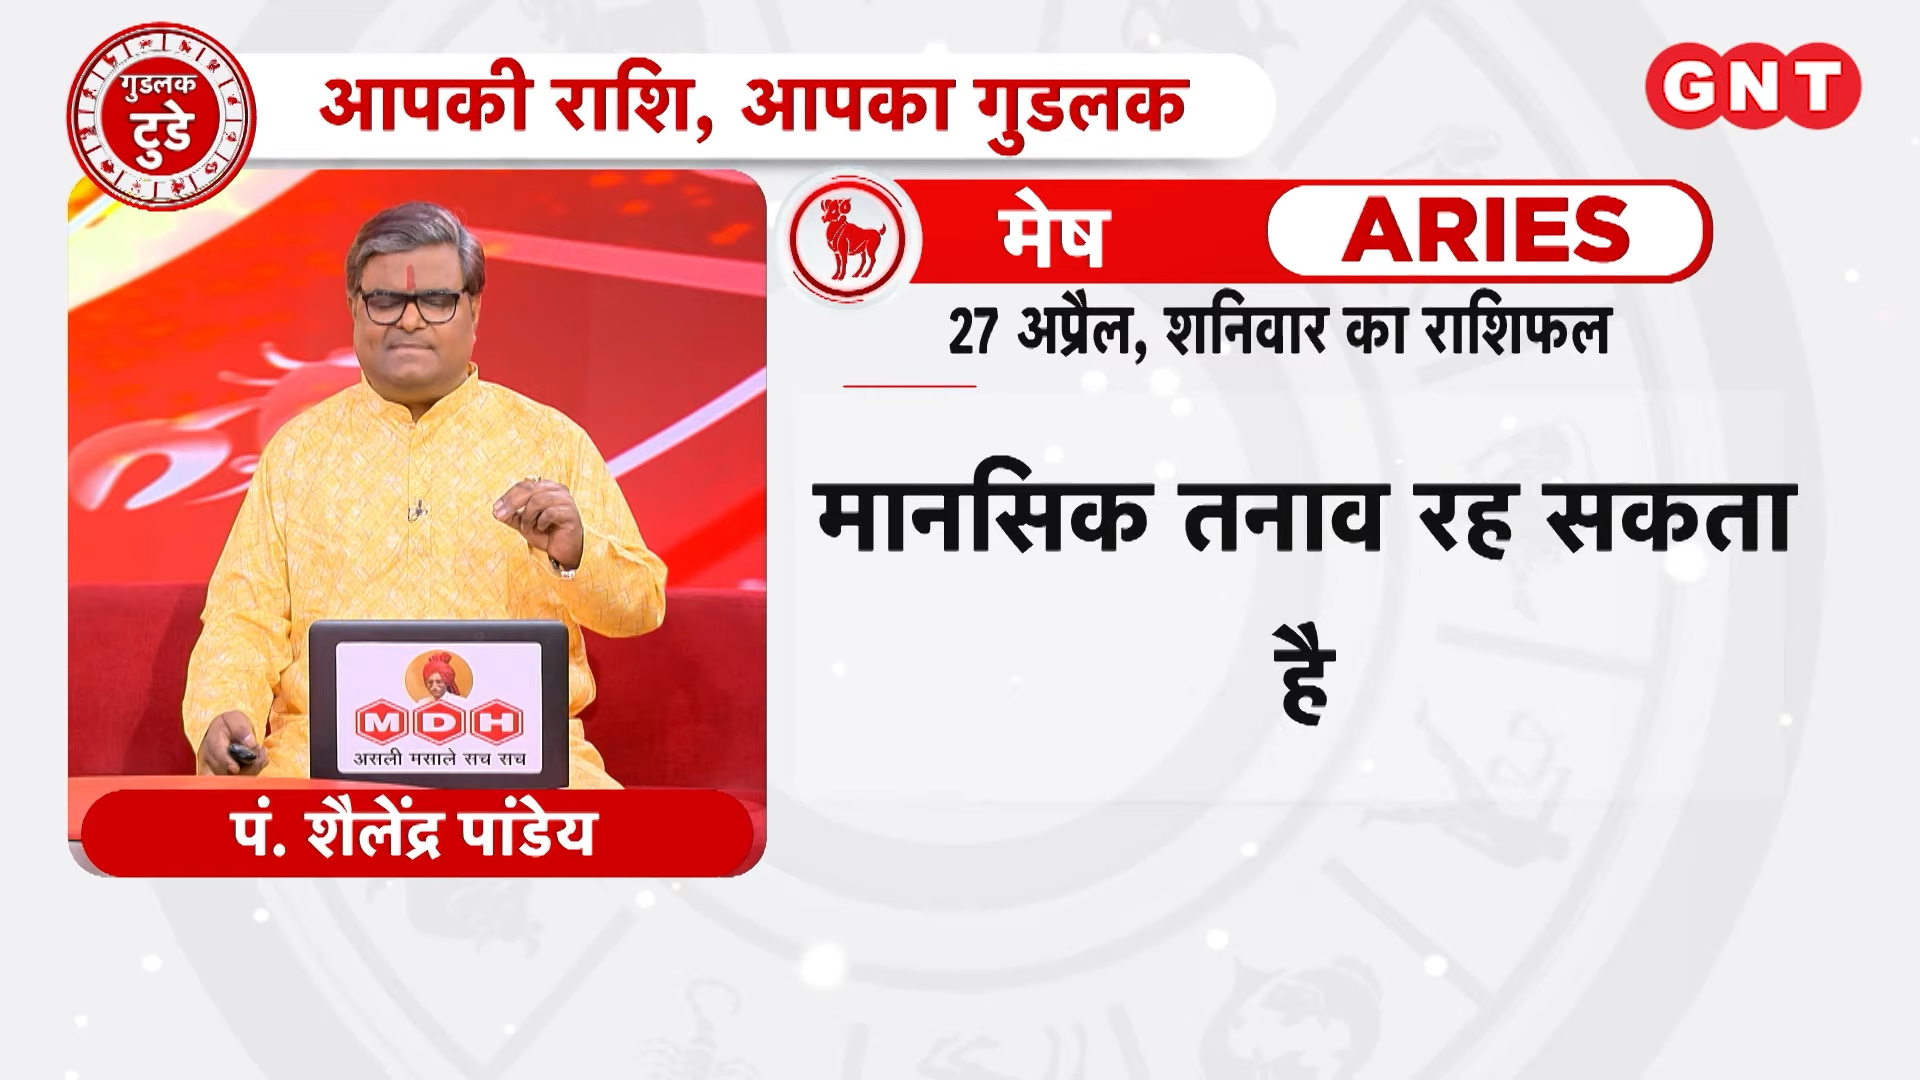 गुडलक
टुडे
आपकी राशि, आपका गुडलक
GNT
मेष
ARIES
27 अप्रैल, शनिवार का राशिफल
मानसिक तनाव रह सकता
है
MDH
असली मसाले सच सच
पं. शैलेंद्र पांडेय